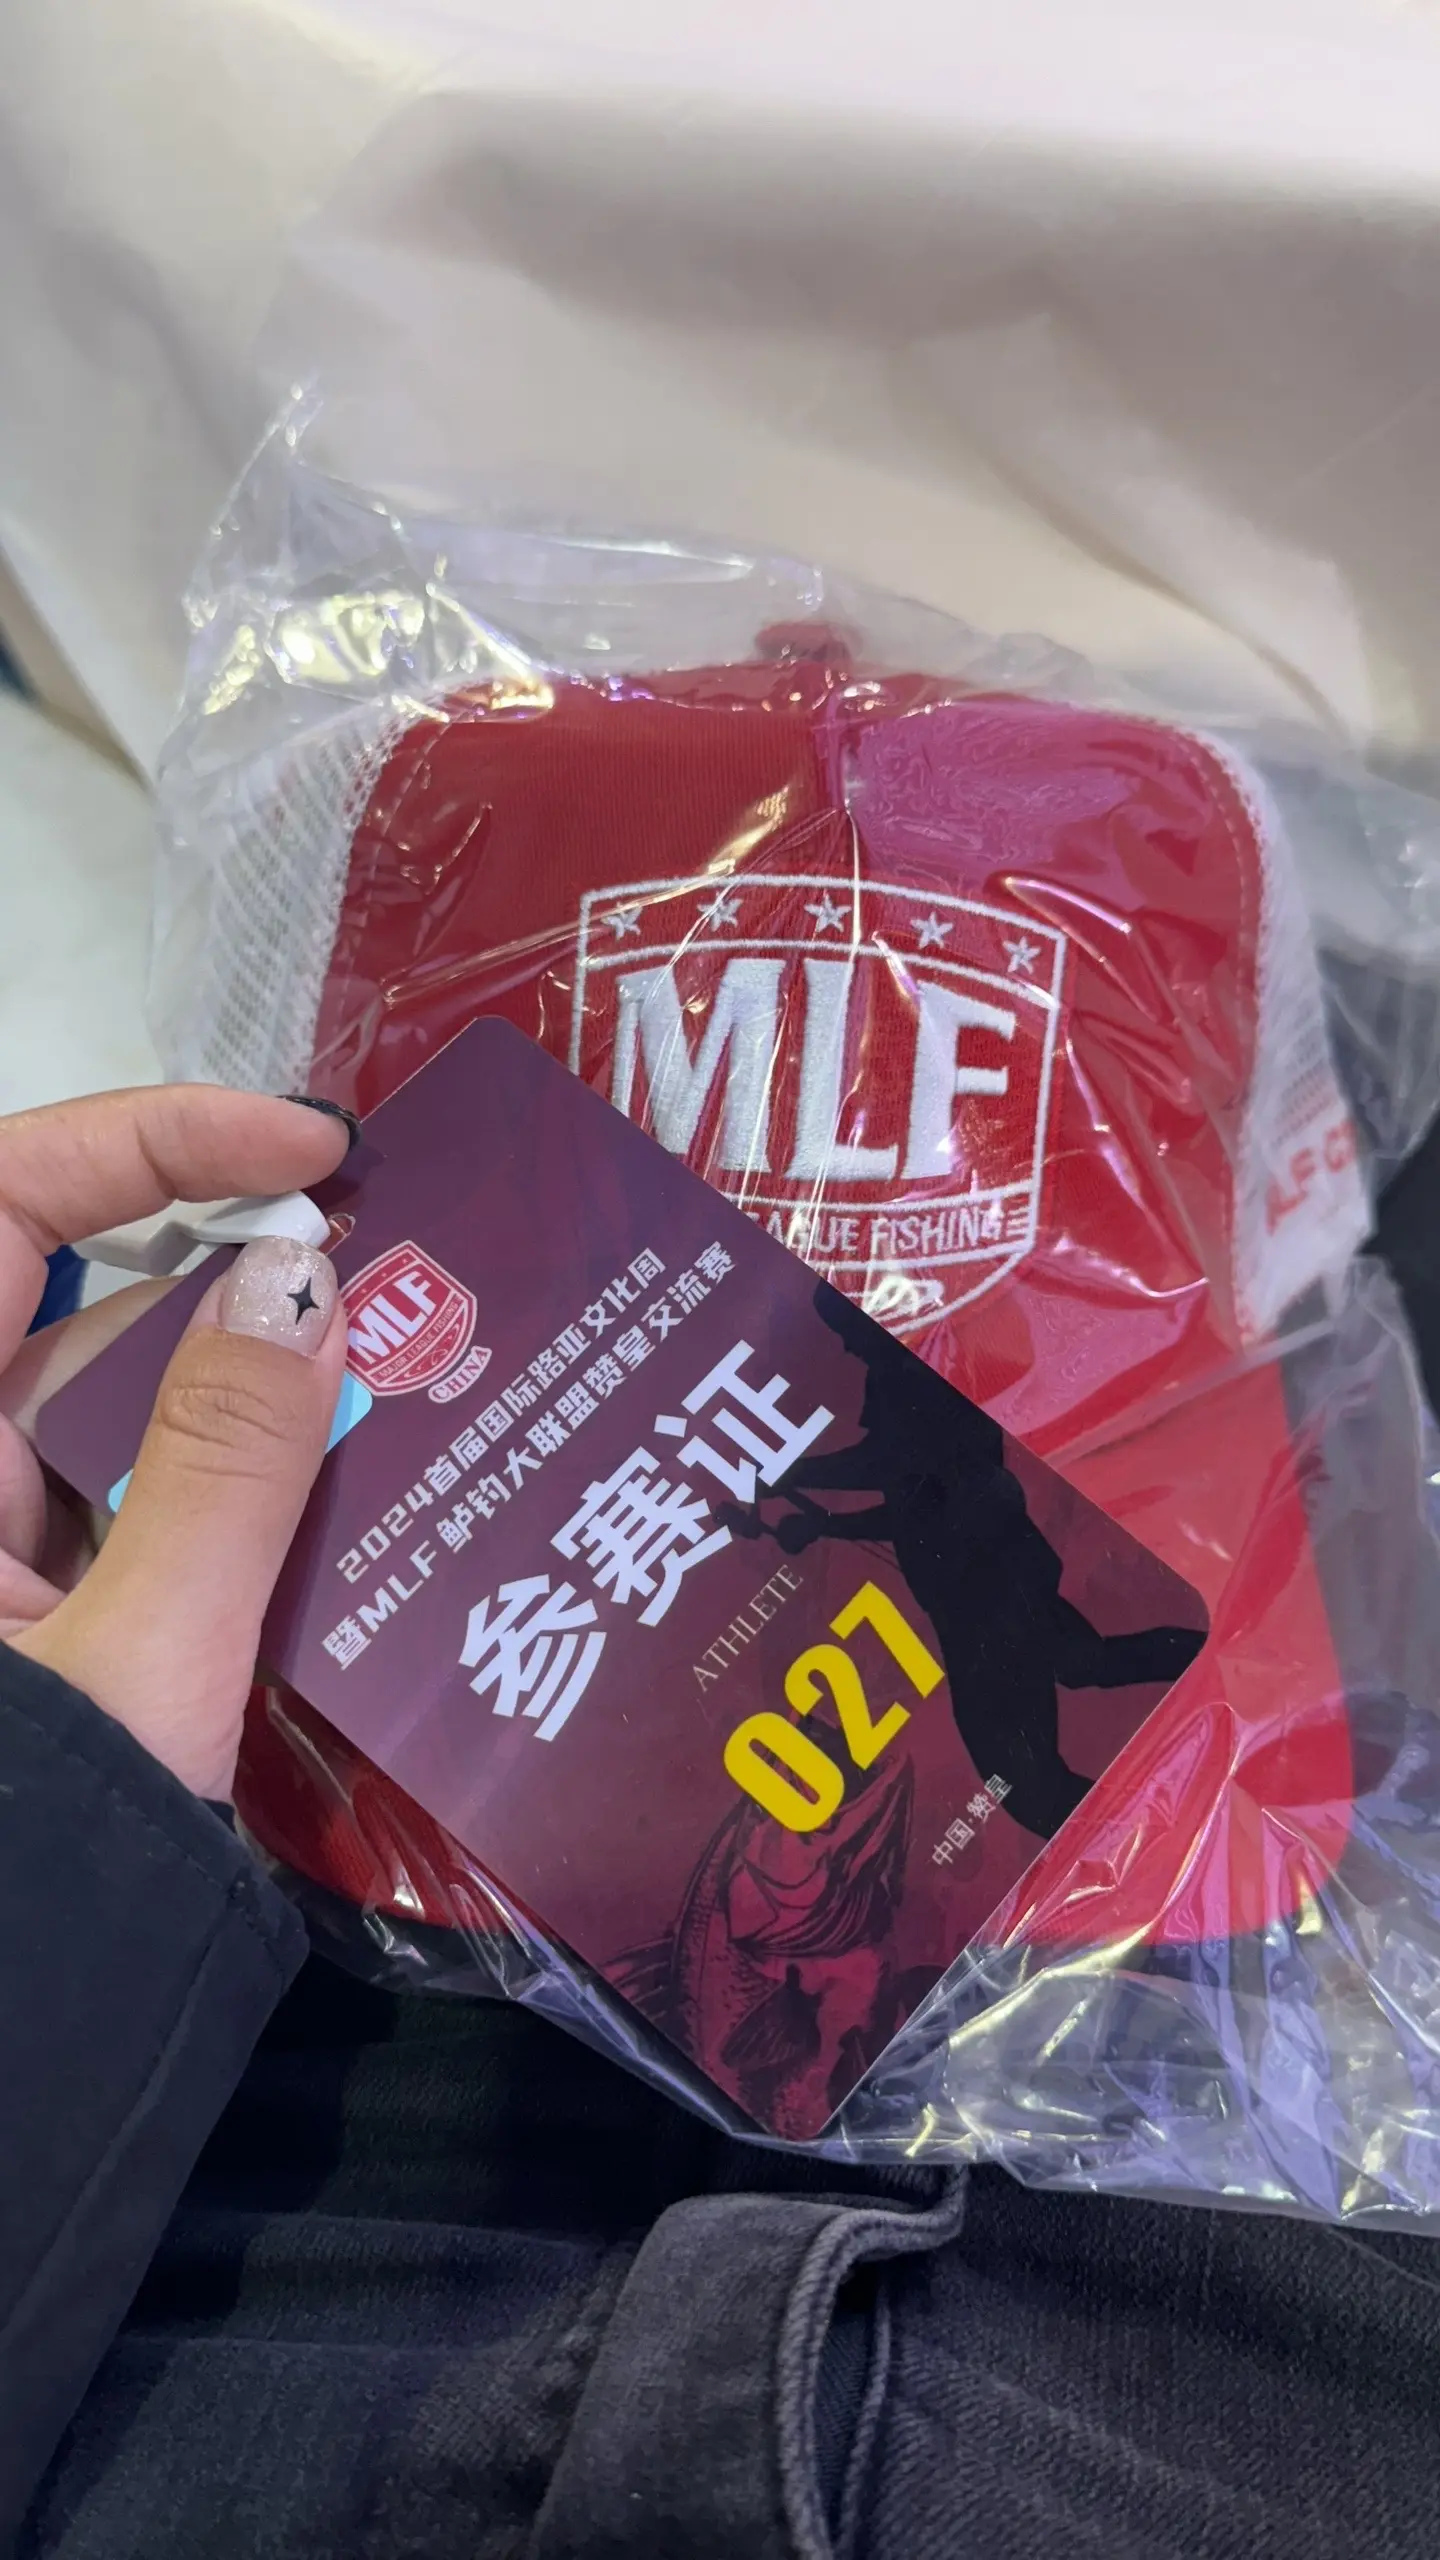 MLF
LEAGUE FISHING
MLF
MAJOR LEAGUE FISHING
CHINA
2024首届国际路亚文化周
暨MLF 鲈钓大联盟赞皇交流赛
参赛证
ATHLETE
027
中国·赞皇